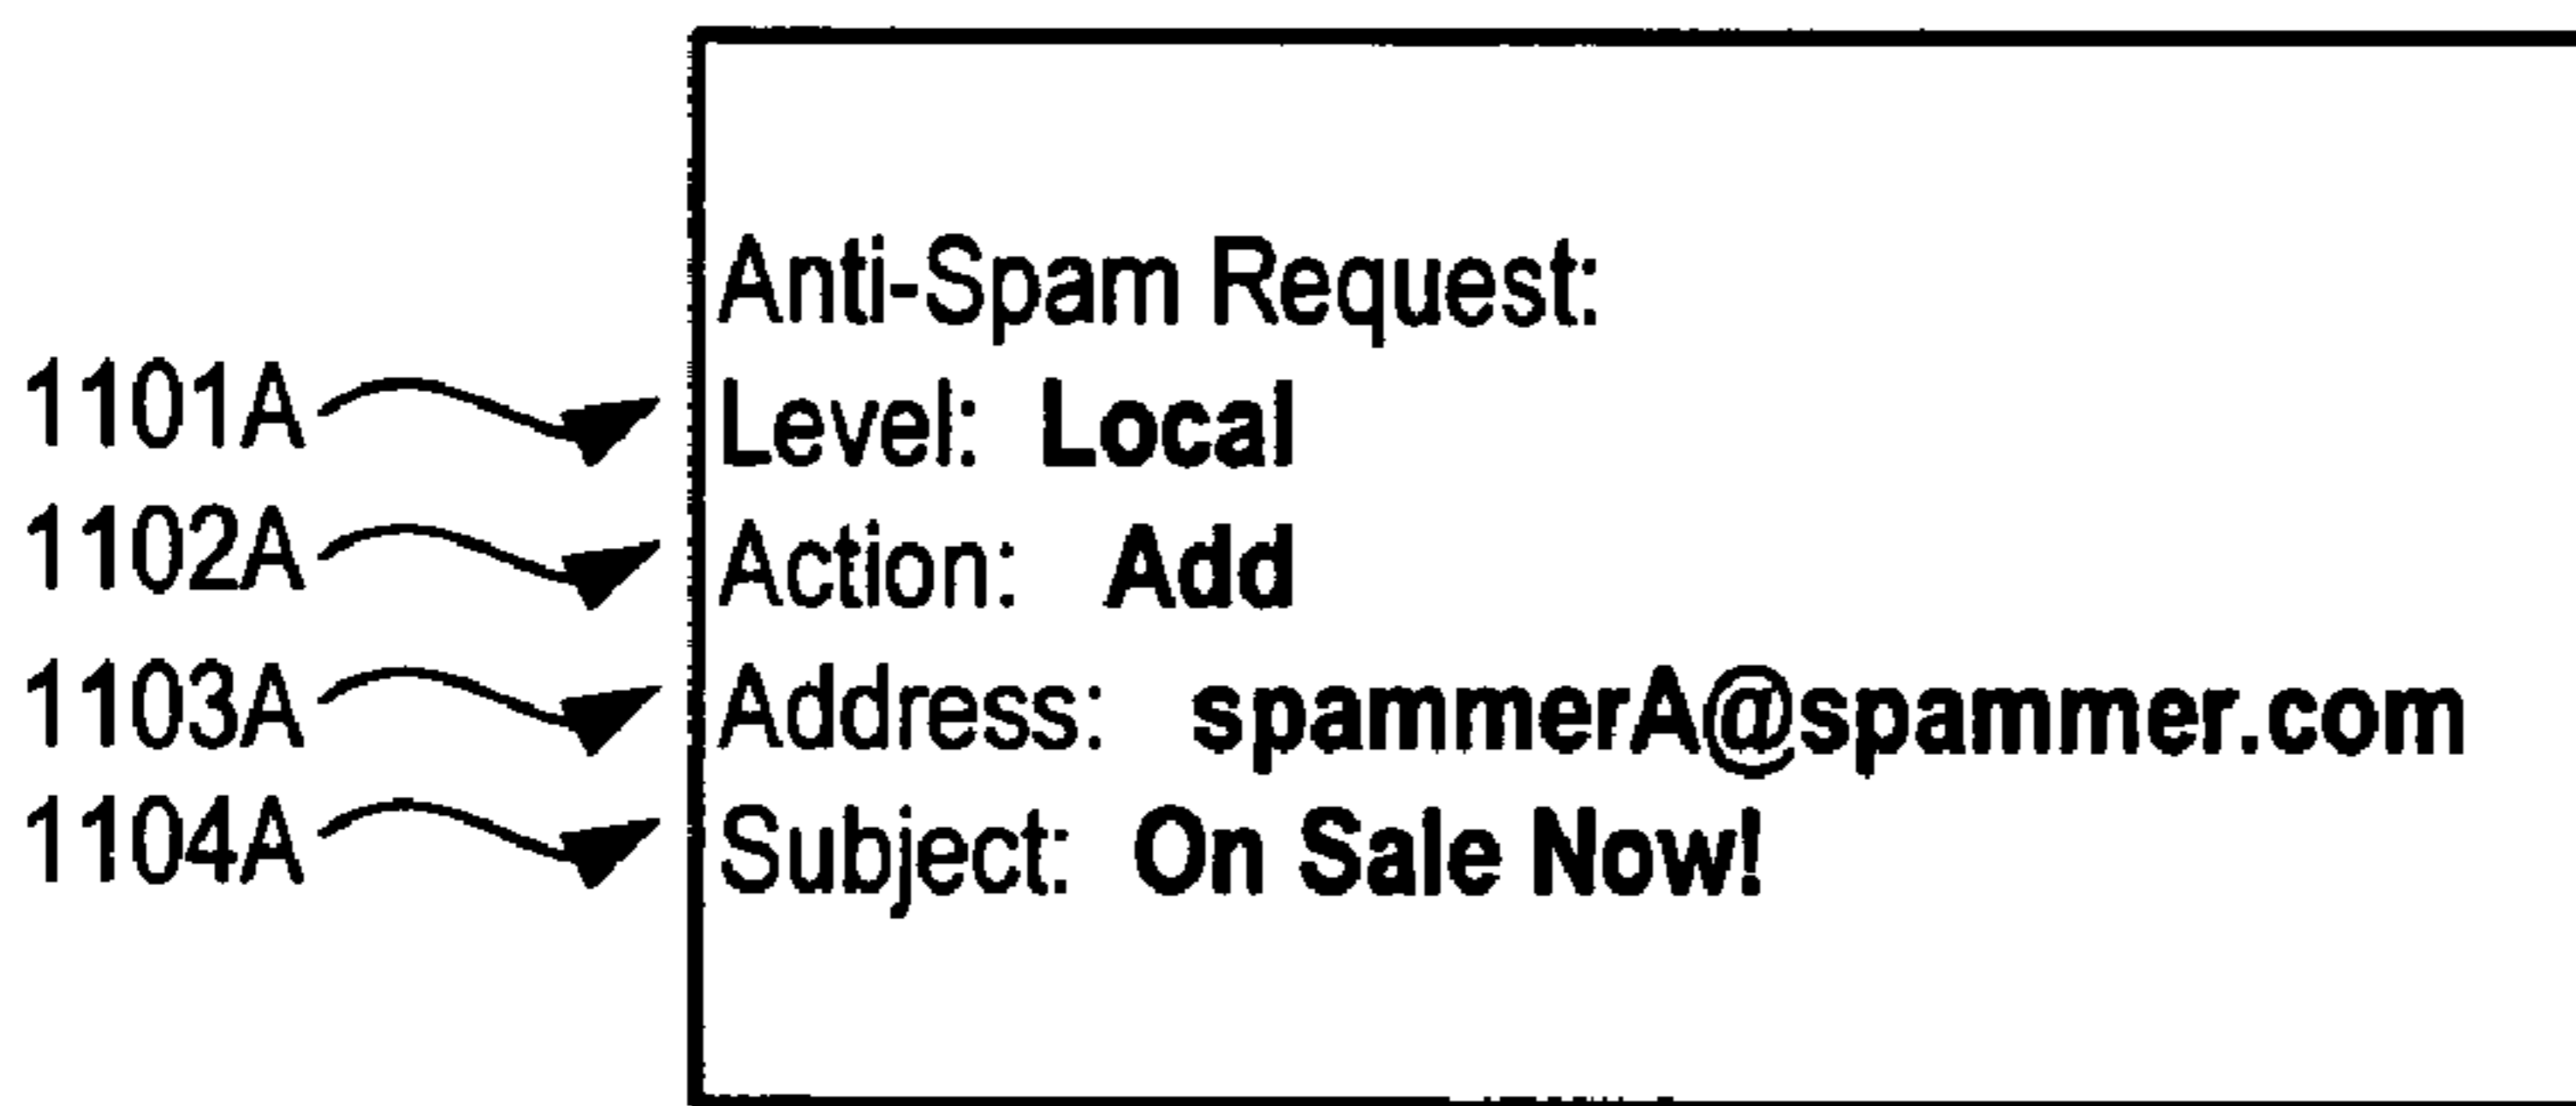 Anti-Spam Request:
1101A Level: Local
1102A Action: Add
1103A Address: spammerA@spammer.com
1104A Subject: On Sale Now!